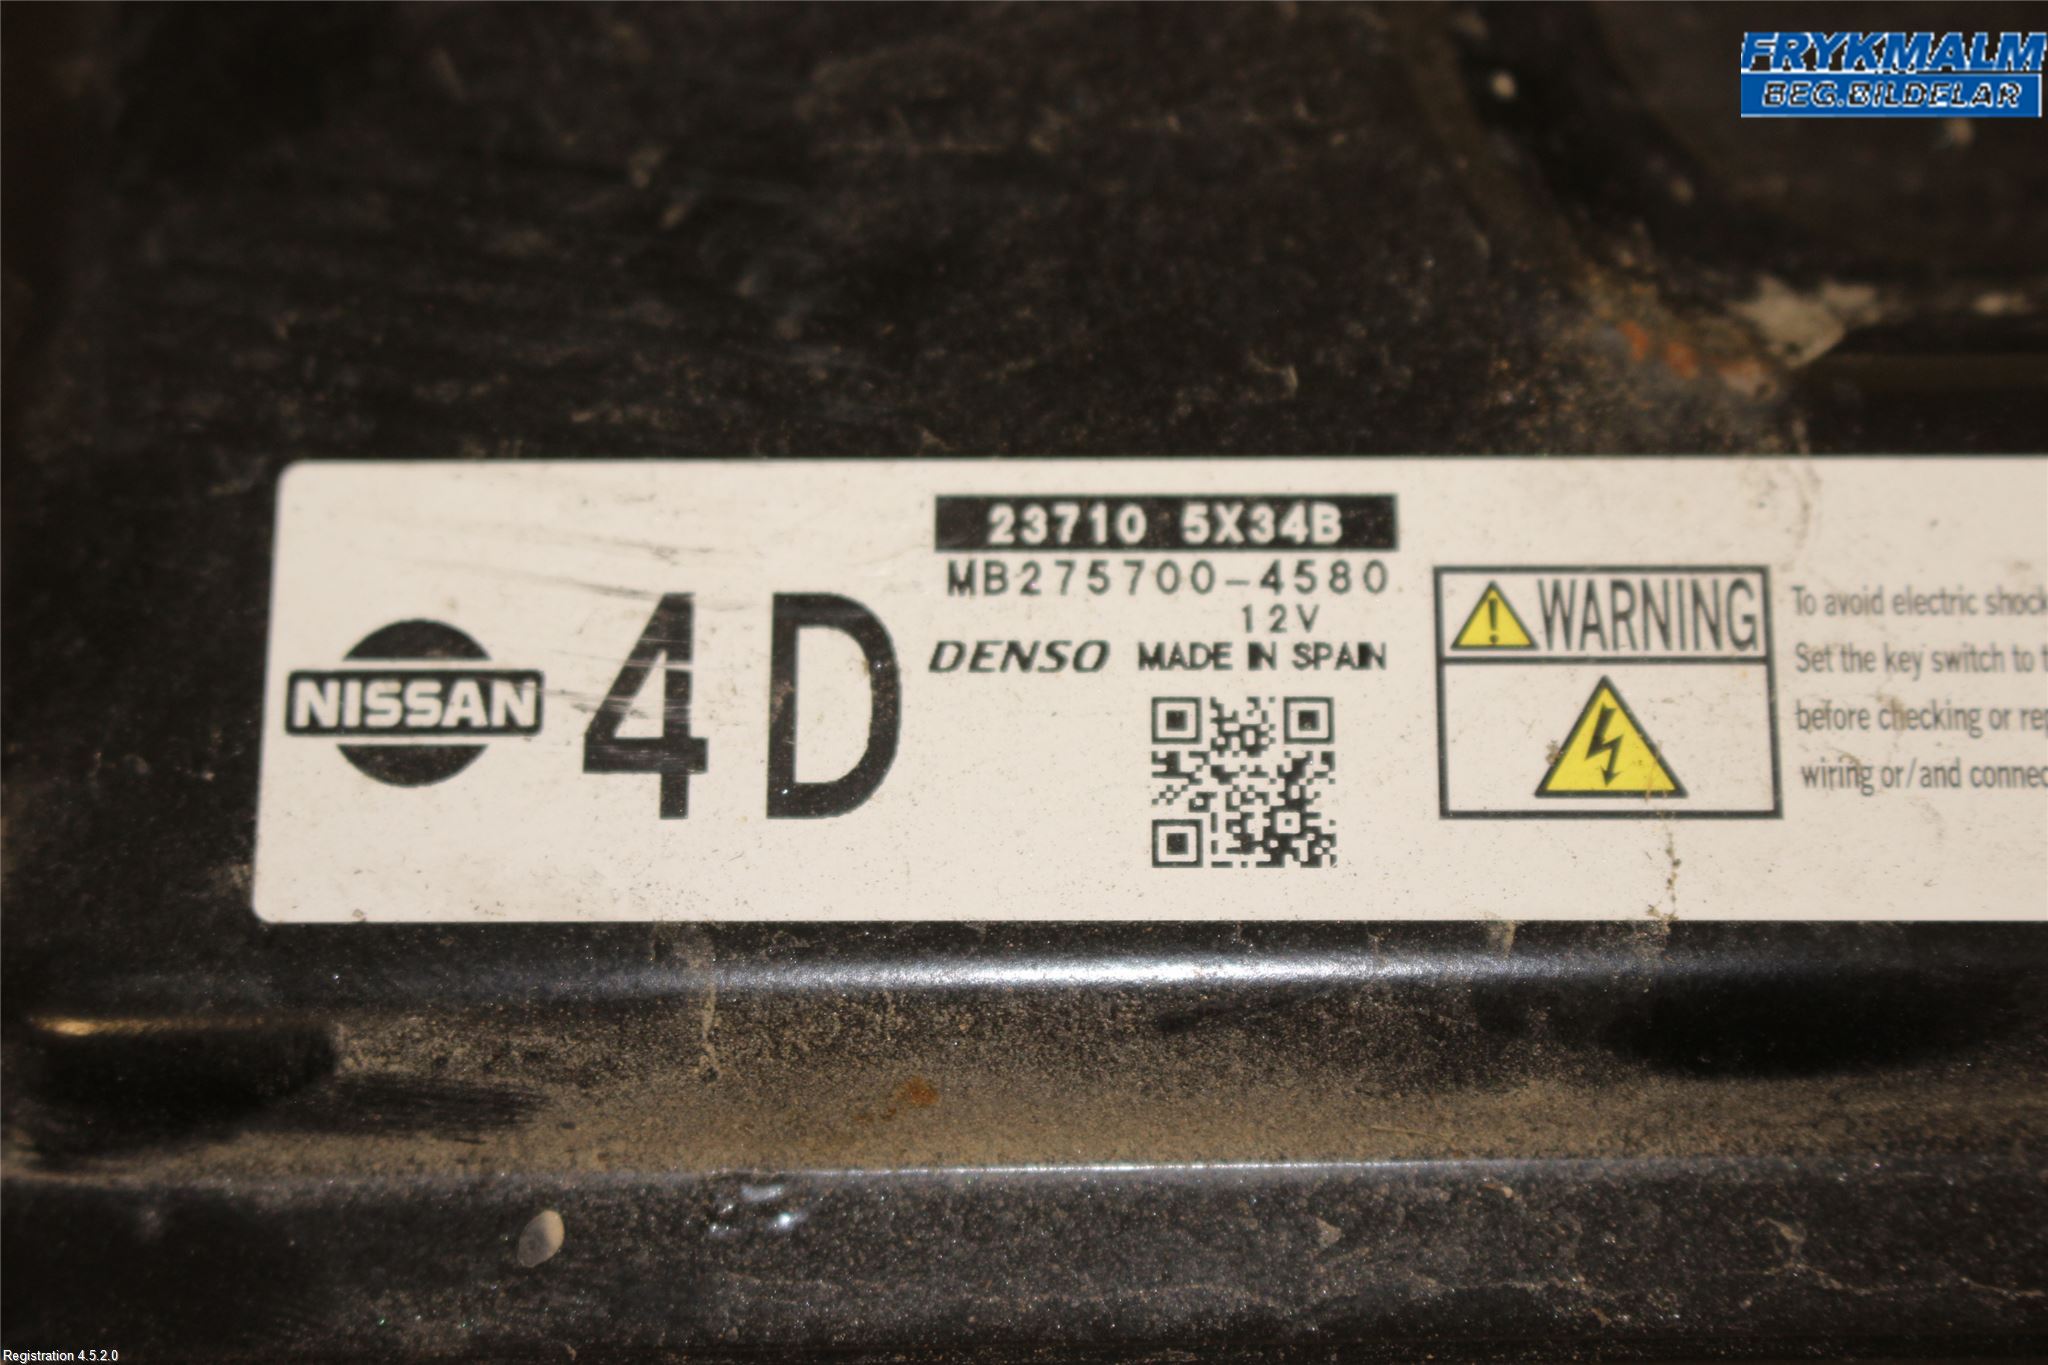 FRYKMALM
BEG.BILDELAR
NISSAN
4D
23710 5X34B
MB275700-4580
12V
DENSO MADE IN SPAIN
WARNING
To avoid electric shock
Set the key switch to
before checking or
wiring or/and
Registration 4.5.2.0